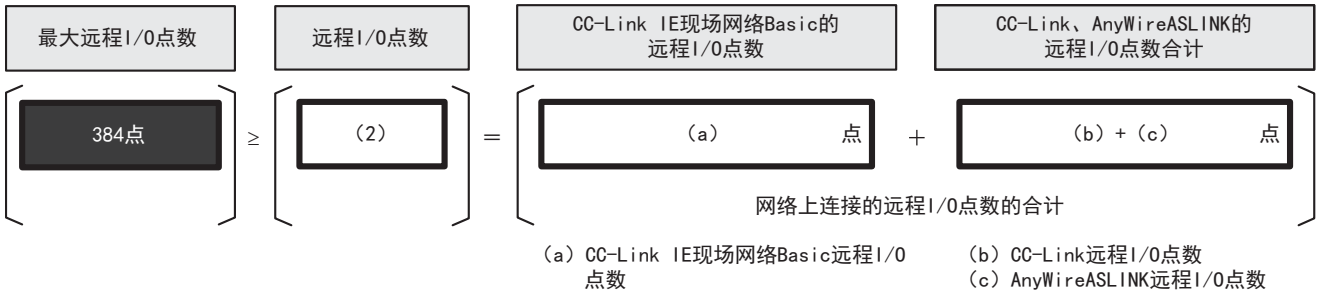 最大远程I/O点数
远程I/O点数
CC-Link IE现场网络Basic的
远程I/O点数
CC-Link、AnyWireASLINK的
远程I/O点数合计
384点
≥
(2)
=
(a) 点
+
(b) + (c) 点
网络上连接的远程I/O点数的合计
(a) CC-Link IE现场网络Basic远程I/O
点数
(b) CC-Link远程I/O点数
(c) AnyWireASLINK远程I/O点数